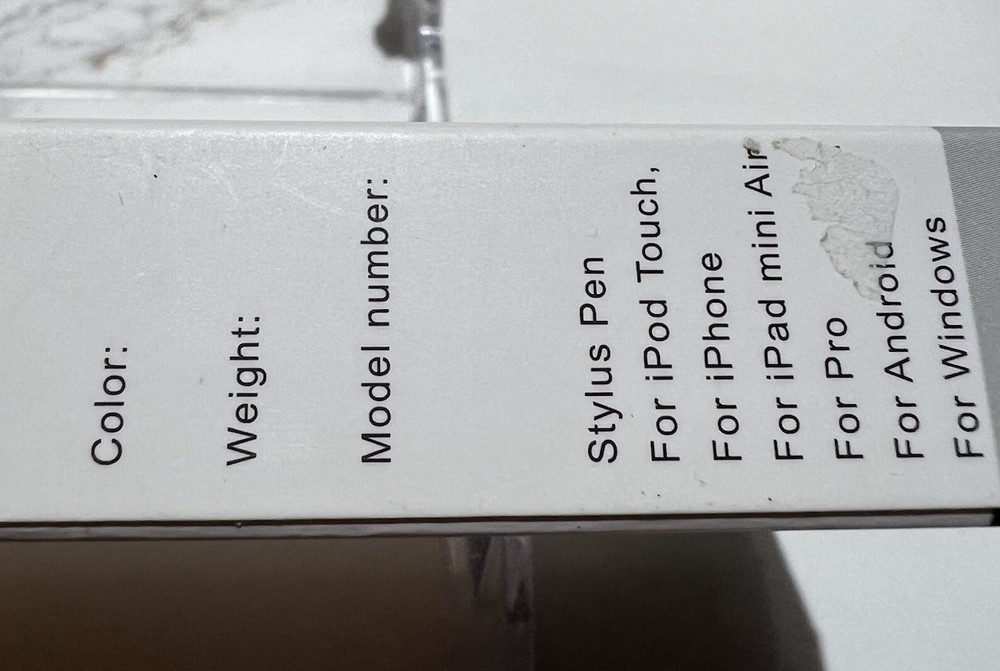 Color:
Weight:
Model number:
Stylus Pen
For iPod Touch,
For iPhone
For iPad mini Air
For Pro
For Android
For Windows